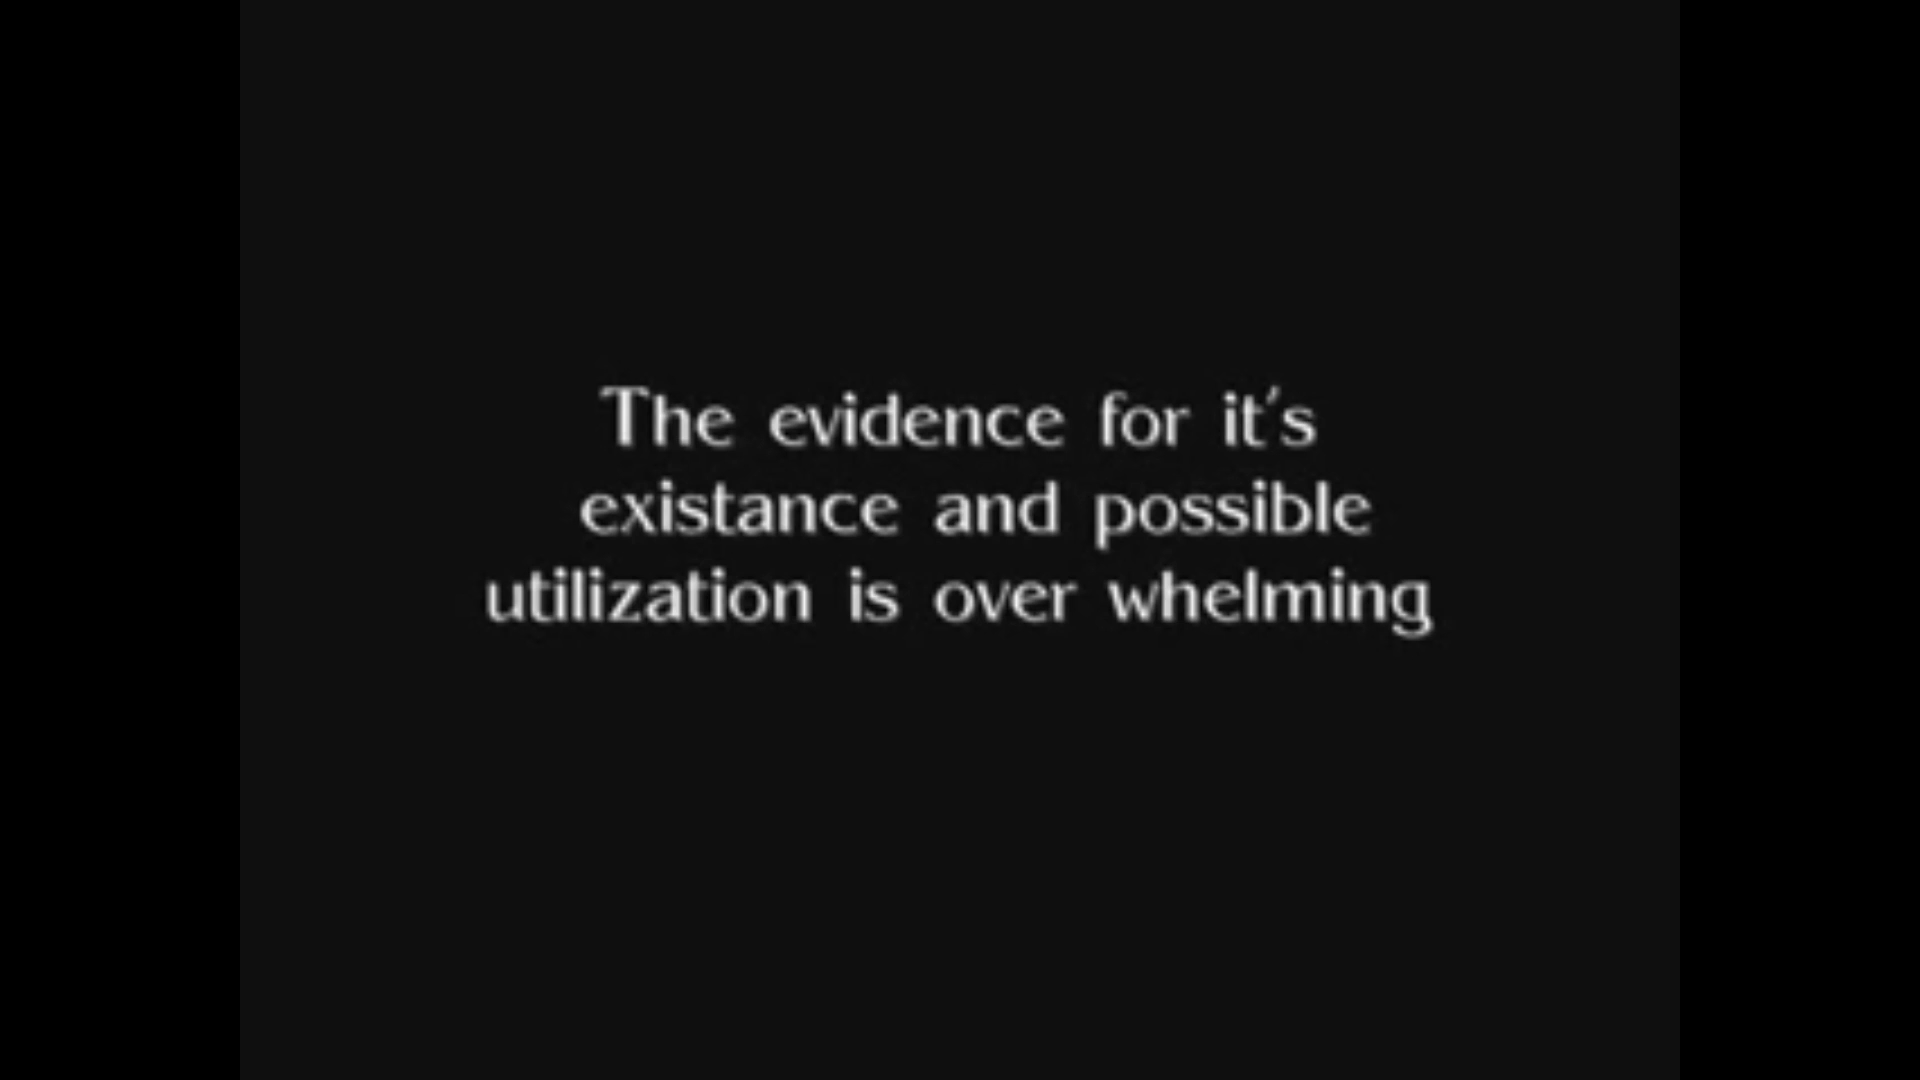 The evidence for it's
existance and possible
utilization is over whelming